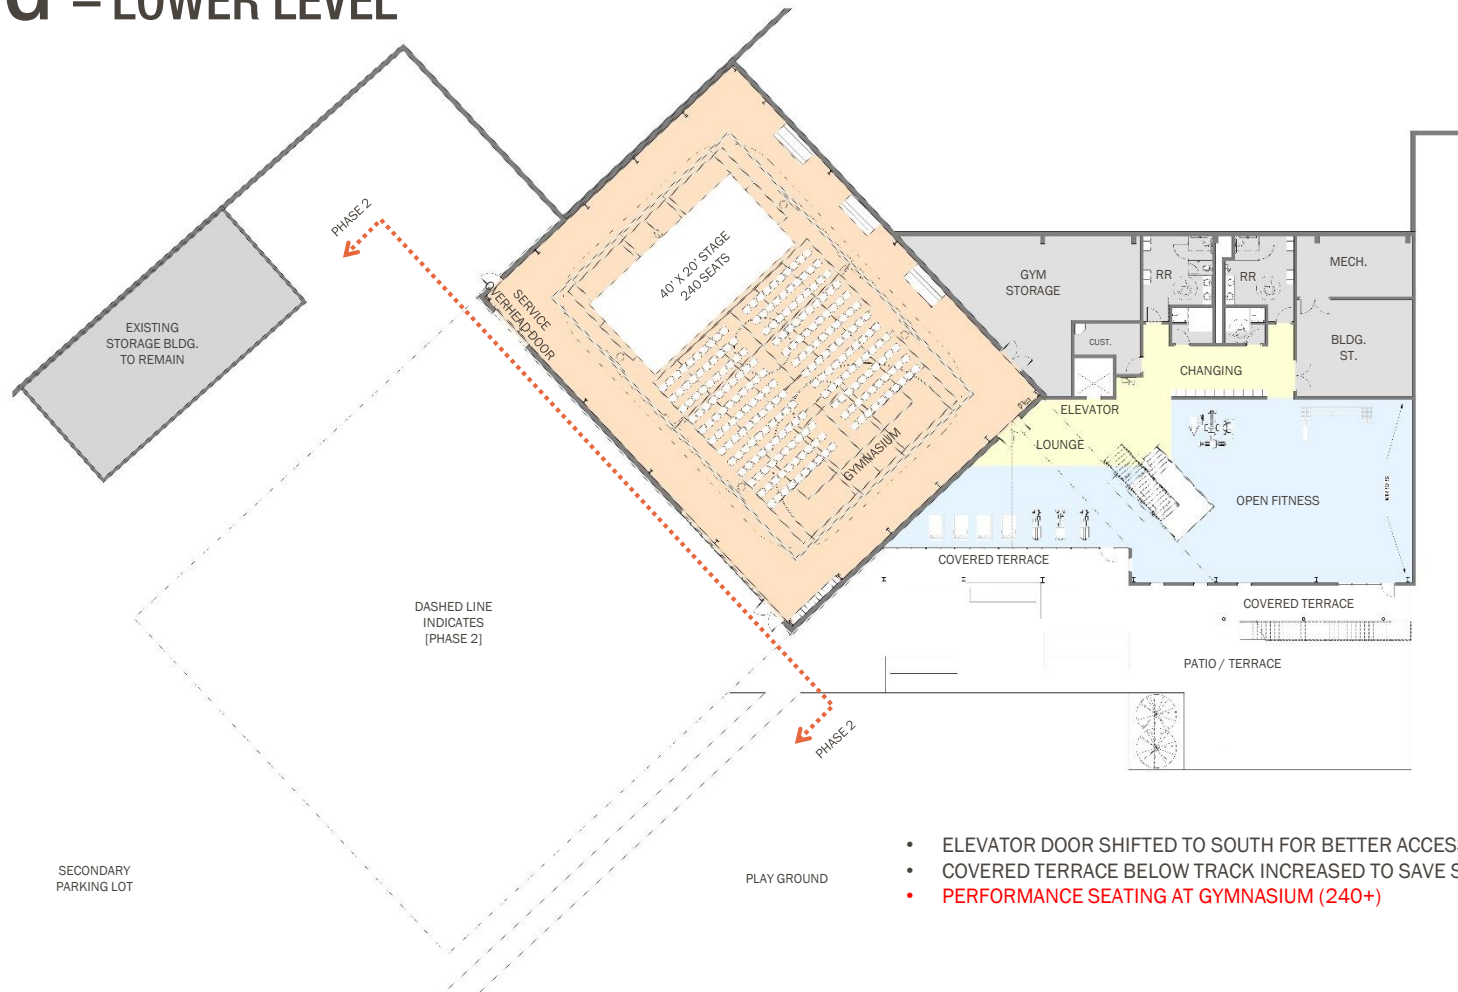 G – LOWER LEVEL
PHASE 2
40' X 20' STAGE
240 SEATS
SERVICE
OVERHEAD DOOR
GYMNASIUM
EXISTING
STORAGE BLDG.
TO REMAIN
GYM
STORAGE
RR
RR
MECH.
BLDG.
ST.
CUST.
CHANGING
ELEVATOR
LOUNGE
OPEN FITNESS
COVERED TERRACE
COVERED TERRACE
PATIO / TERRACE
DASHED LINE
INDICATES
[PHASE 2]
PHASE 2
SECONDARY
PARKING LOT
PLAY GROUND
• ELEVATOR DOOR SHIFTED TO SOUTH FOR BETTER ACCESS
• COVERED TERRACE BELOW TRACK INCREASED TO SAVE S
• PERFORMANCE SEATING AT GYMNASIUM (240+)